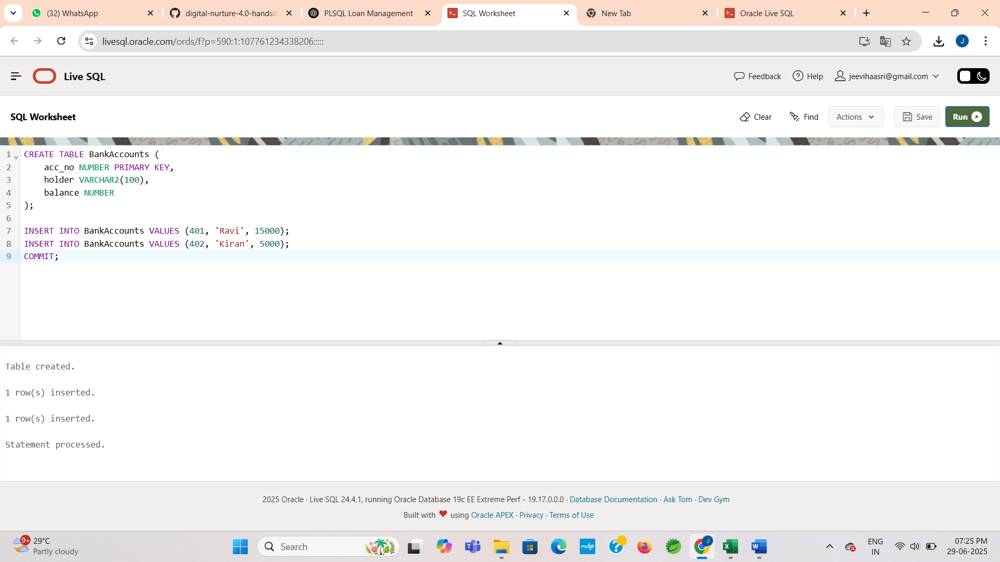 (32) WhatsApp
digital-nurture-4.0-handso
PLSQL Loan Management
SQL Worksheet
New Tab
Oracle Live SQL
livesql.oracle.com/ords/f?p=590:1:107761234338206:::::
J
Live SQL
Feedback
Help
jeevihaasri@gmail.com
SQL Worksheet
Clear
Find
Actions
Save
Run
1 CREATE TABLE BankAccounts (
2 acc_no NUMBER PRIMARY KEY,
3 holder VARCHAR2(100),
4 balance NUMBER
5 );
6
7 INSERT INTO BankAccounts VALUES (401, 'Ravi', 15000);
8 INSERT INTO BankAccounts VALUES (402, 'Kiran', 5000);
9 COMMIT;
Table created.
1 row(s) inserted.
1 row(s) inserted.
Statement processed.
2025 Oracle · Live SQL 24.4.1, running Oracle Database 19c EE Extreme Perf - 19.17.0.0.0 · Database Documentation · Ask Tom · Dev Gym
Built with ❤ using Oracle APEX · Privacy · Terms of Use
9+
29°C
Partly cloudy
Search
myhp
J
ENG
IN
07:25 PM
29-06-2025